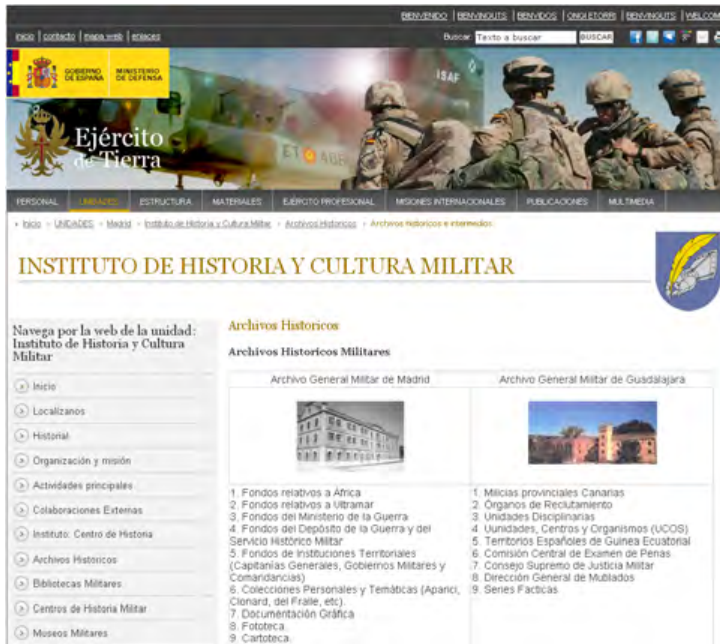 BENVENIDO | BENVINGUTS | BENVIDOS | ONGI ETORRI | BENVINGUTS | WELCOM
inicio | contacto | mapa web | enlaces
Buscar: Texto a buscar BUSCAR
GOBIERNO DE ESPAÑA
MINISTERIO DE DEFENSA
ISAF
Ejército
de Tierra
PERSONAL UNIDADES ESTRUCTURA MATERIALES EJÉRCITO PROFESIONAL MISIONES INTERNACIONALES PUBLICACIONES MULTIMEDIA
Inicio > UNIDADES > Madrid > Instituto de Historia y Cultura Militar > Archivos Historicos > Archivos historicos e intermedios
INSTITUTO DE HISTORIA Y CULTURA MILITAR
Navega por la web de la unidad:
Instituto de Historia y Cultura
Militar
Inicio
Localízanos
Historial
Organización y misión
Actividades principales
Colaboraciones Externas
Instituto: Centro de Historia
Archivos Historicos
Bibliotecas Militares
Centros de Historia Militar
Museos Militares
Archivos Historicos
Archivos Historicos Militares
Archivo General Militar de Madrid
1. Fondos relativos a África
2. Fondos relativos a Ultramar
3. Fondos del Ministerio de la Guerra
4. Fondos del Depósito de la Guerra y del
Servicio Histórico Militar
5. Fondos de Instituciones Territoriales
(Capitanías Generales, Gobiernos Militares y
Comandancias)
6. Colecciones Personales y Temáticas (Aparici,
Clonard, del Fraile, etc).
7. Documentación Gráfica
8. Fototeca
9. Cartoteca
Archivo General Militar de Guadalajara
1. Milicias provinciales Canarias
2. Órganos de Reclutamiento
3. Unidades Disciplinarias
4. Uunidades, Centros y Organismos (UCOS)
5. Territorios Españoles de Guinea Ecuatorial
6. Comisión Central de Examen de Penas
7. Consejo Supremo de Justicia Militar
8. Dirección General de Mutilados
9. Series Facticas